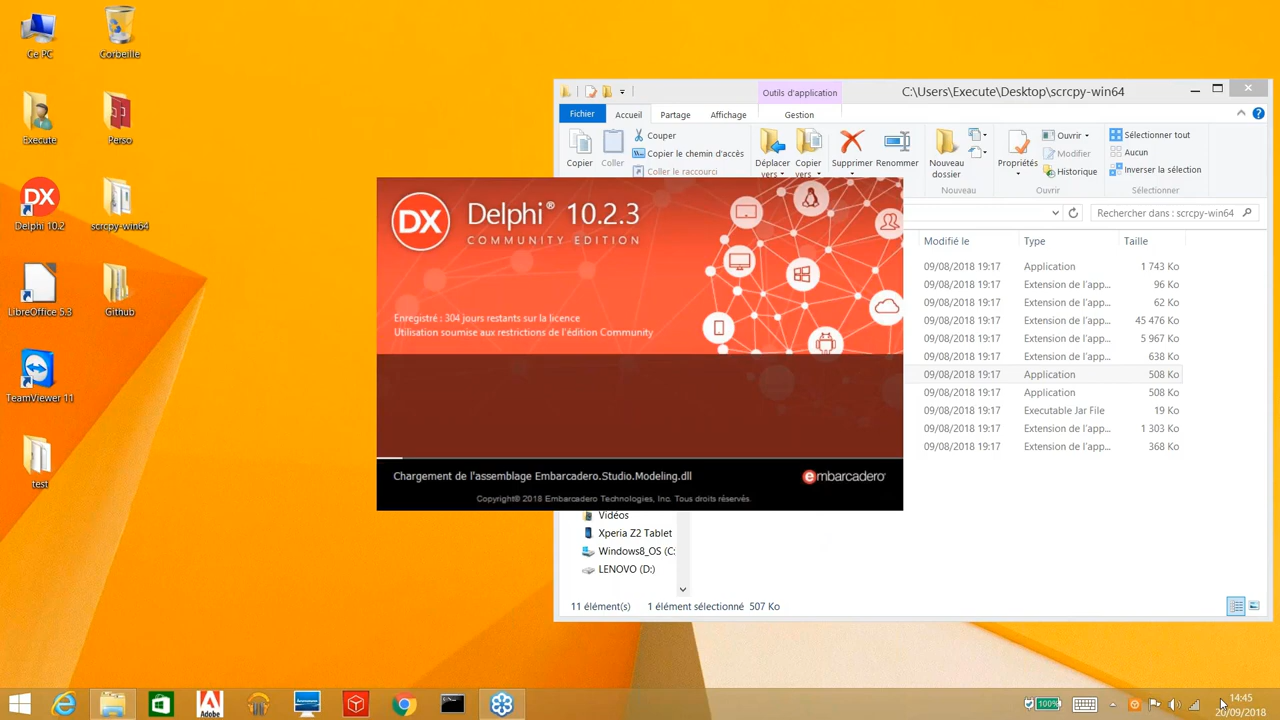 Ce PC
Corbeille
Execute
Perso
DX
Delphi 10.2
scrcpy-win64
LibreOffice 5.3
Github
TeamViewer 11
test
Outils d'application
C:\Users\Execute\Desktop\scrcpy-win64
Fichier
Accueil
Partage
Affichage
Gestion
Copier
Coller
Couper
Copier le chemin d'accès
Coller le raccourci
Déplacer vers
Copier vers
Supprimer
Renommer
Nouveau dossier
Nouveau
Propriétés
Ouvrir
Modifier
Historique
Ouvrir
Sélectionner tout
Aucun
Inverser la sélection
Sélectionner
Rechercher dans : scrcpy-win64
Modifié le Type Taille
09/08/2018 19:17 Application 1 743 Ko
09/08/2018 19:17 Extension de l'app... 96 Ko
09/08/2018 19:17 Extension de l'app... 62 Ko
09/08/2018 19:17 Extension de l'app... 45 476 Ko
09/08/2018 19:17 Extension de l'app... 5 967 Ko
09/08/2018 19:17 Extension de l'app... 638 Ko
09/08/2018 19:17 Application 508 Ko
09/08/2018 19:17 Application 508 Ko
09/08/2018 19:17 Executable Jar File 19 Ko
09/08/2018 19:17 Extension de l'app... 1 303 Ko
09/08/2018 19:17 Extension de l'app... 368 Ko
DX
Delphi® 10.2.3
COMMUNITY EDITION
Enregistré : 304 jours restants sur la licence
Utilisation soumise aux restrictions de l'édition Community
Chargement de l'assemblage Embarcadero.Studio.Modeling.dll
embarcadero
Copyright© 2018 Embarcadero Technologies, Inc. Tous droits réservés.
Vidéos
Xperia Z2 Tablet
Windows8_OS (C:
LENOVO (D:)
11 élément(s) 1 élément sélectionné 507 Ko
Adobe
100%
14:45
20/09/2018